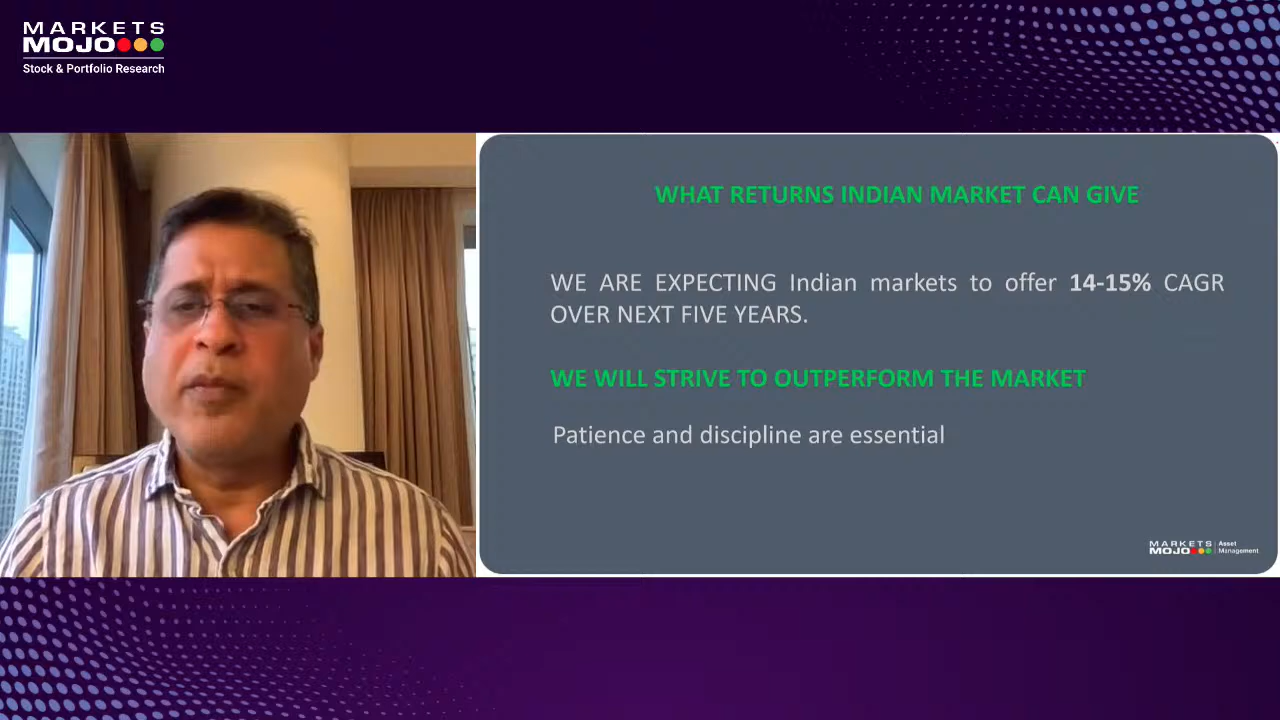 MARKETS
MOJO
Stock & Portfolio Research
WHAT RETURNS INDIAN MARKET CAN GIVE
WE ARE EXPECTING Indian markets to offer 14-15% CAGR
OVER NEXT FIVE YEARS.
WE WILL STRIVE TO OUTPERFORM THE MARKET
Patience and discipline are essential
MARKETS
MOJO
Asset
Management